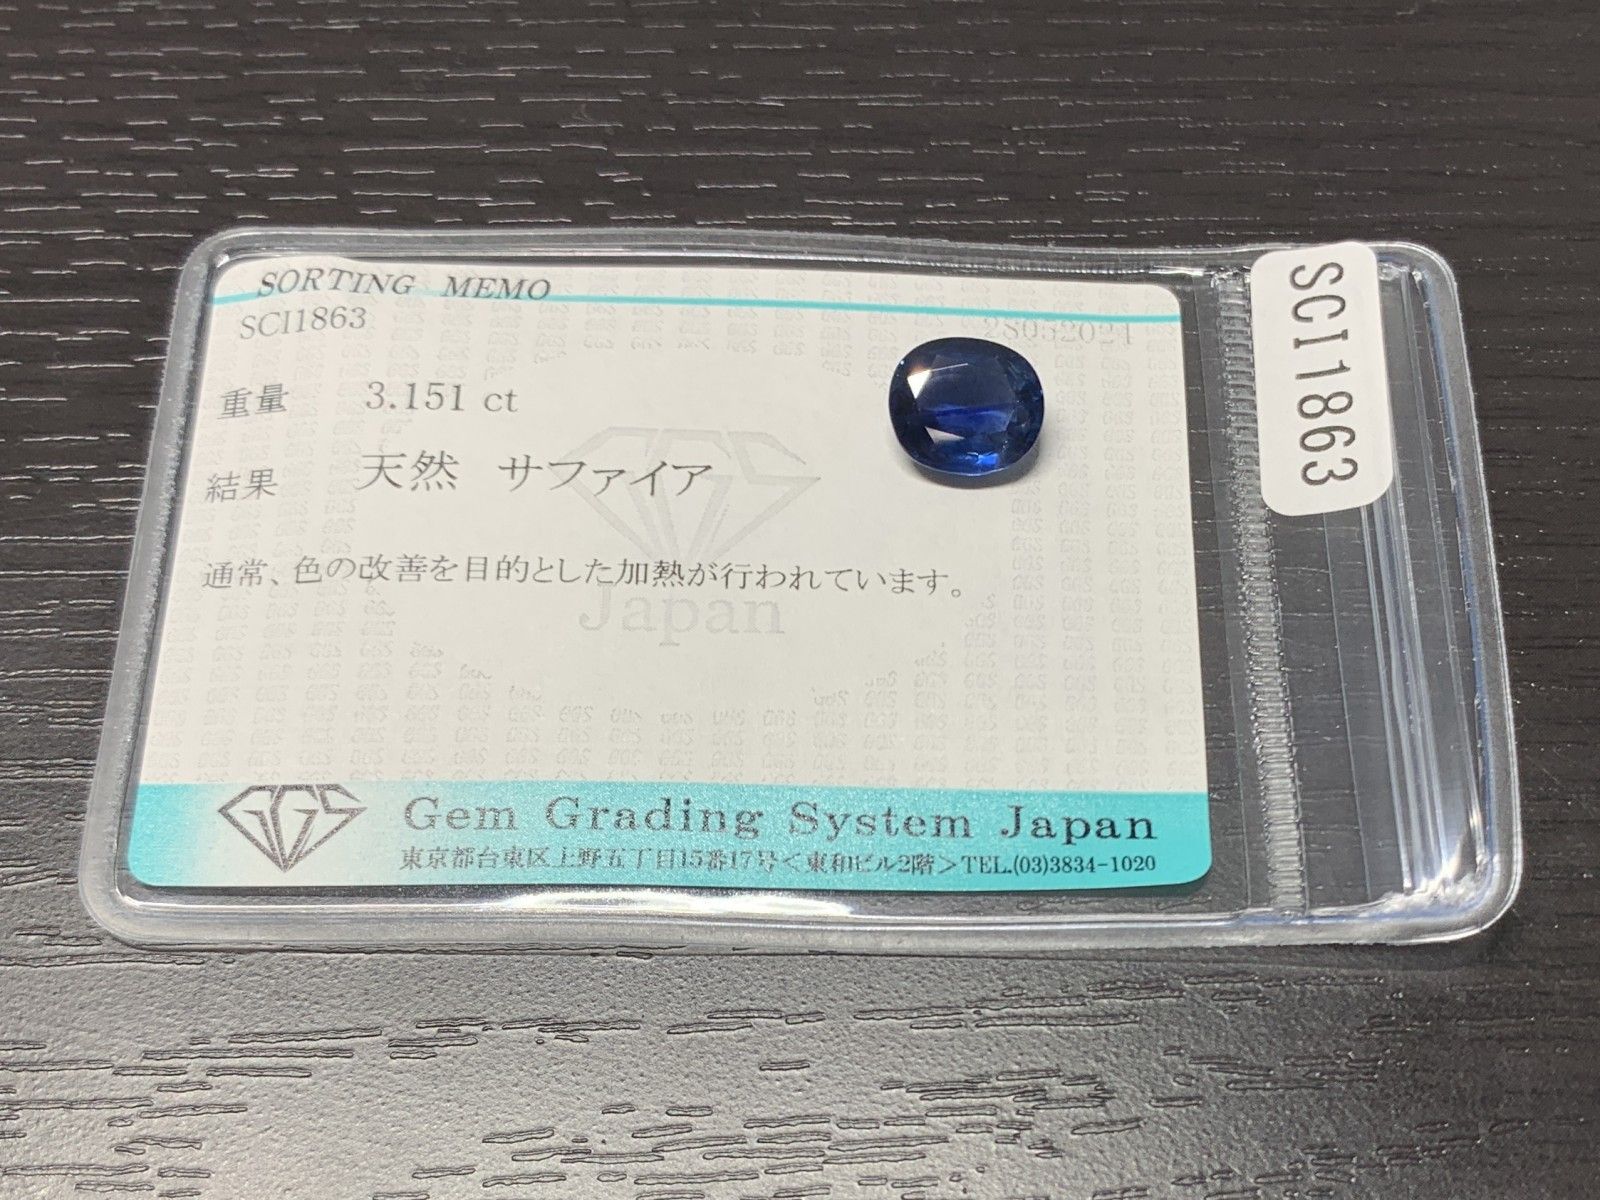 SORTING MEMO
SCI1863
28052021
重量 3.151 ct
結果 天然 サファイア
通常、色の改善を目的とした加熱が行われています。
Japan
GGS
Gem Grading System Japan
東京都台東区上野五丁目15番17号<東和ビル2階>TEL.(03)3834-1020
SCI1863